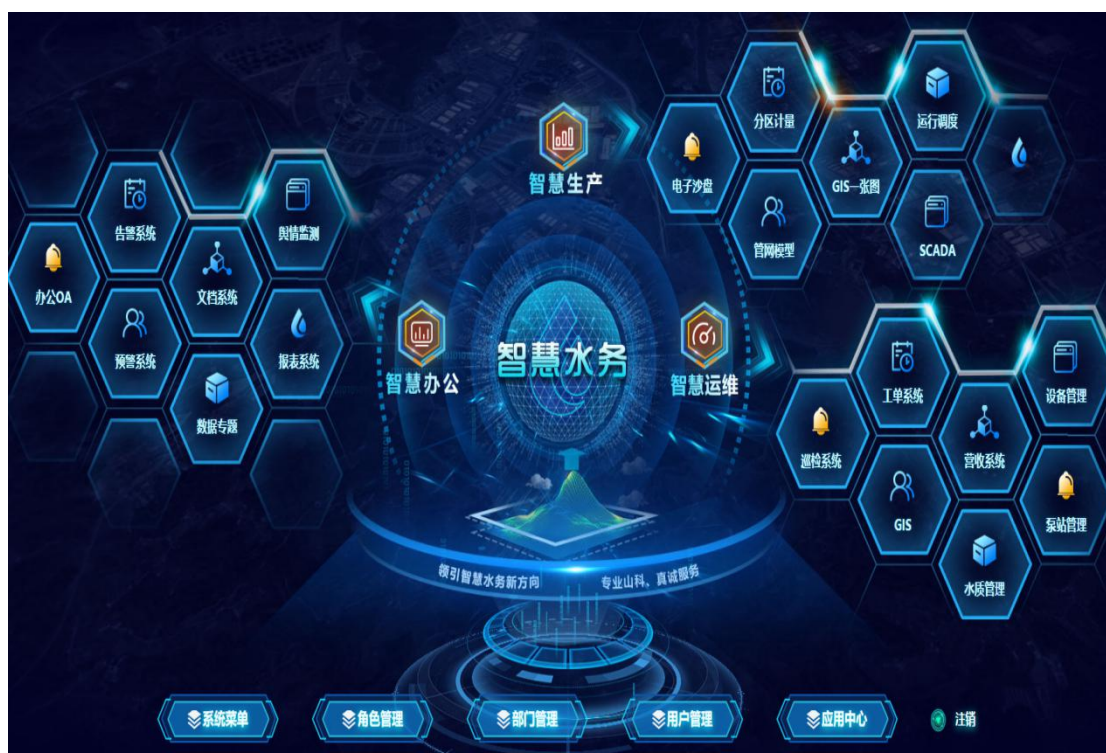 智慧生产
电子沙盘
分区计量
管网模型
GIS一张图
运行调度
SCADA
办公OA
告警系统
预警系统
文档系统
数据专题
舆情监测
报表系统
智慧办公
智慧水务
智慧运维
巡检系统
工单系统
GIS
营收系统
水质管理
设备管理
泵站管理
领引智慧水务新方向
专业山科、真诚服务
系统菜单
角色管理
部门管理
用户管理
应用中心
注销